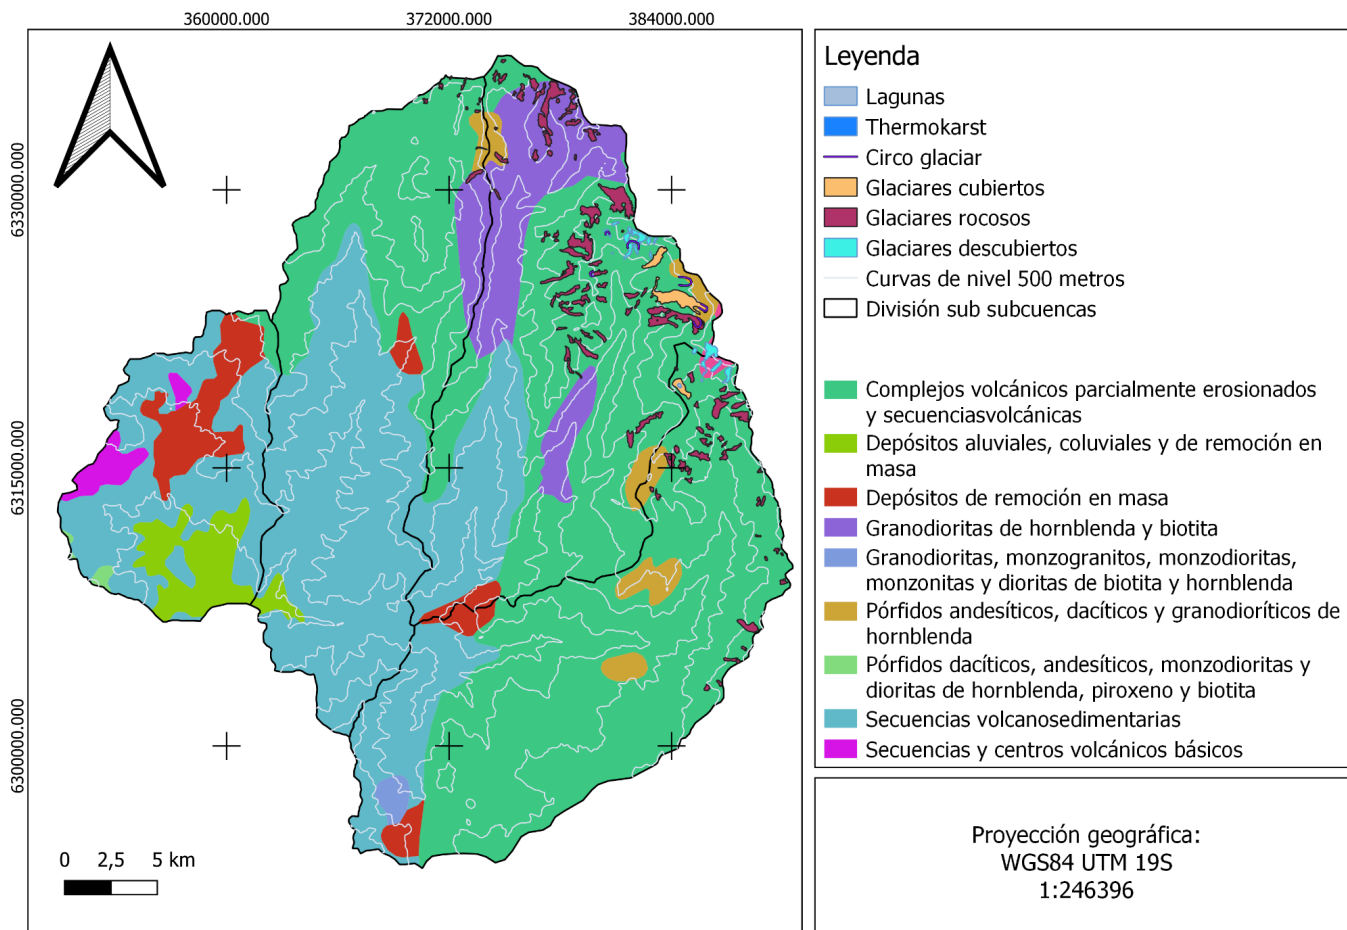 360000.000 372000.000 384000.000
6330000.000
6315000.000
6300000.000
0 2,5 5 km
Leyenda
Lagunas
Thermokarst
Circo glaciar
Glaciares cubiertos
Glaciares rocosos
Glaciares descubiertos
Curvas de nivel 500 metros
División sub subcuencas
Complejos volcánicos parcialmente erosionados
y secuenciasvolcánicas
Depósitos aluviales, coluviales y de remoción en
masa
Depósitos de remoción en masa
Granodioritas de hornblenda y biotita
Granodioritas, monzogranitos, monzodioritas,
monzonitas y dioritas de biotita y hornblenda
Pórfidos andesíticos, dacíticos y granodioríticos de
hornblenda
Pórfidos dacíticos, andesíticos, monzodioritas y
dioritas de hornblenda, piroxeno y biotita
Secuencias volcanosedimentarias
Secuencias y centros volcánicos básicos
Proyección geográfica:
WGS84 UTM 19S
1:246396